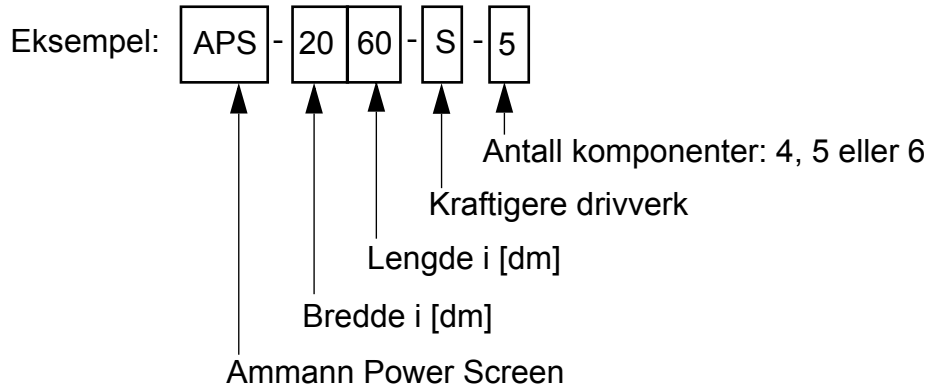 Eksempel: APS - 20 60 - S - 5
Antall komponenter: 4, 5 eller 6
Kraftigere drivverk
Lengde i [dm]
Bredde i [dm]
Ammann Power Screen